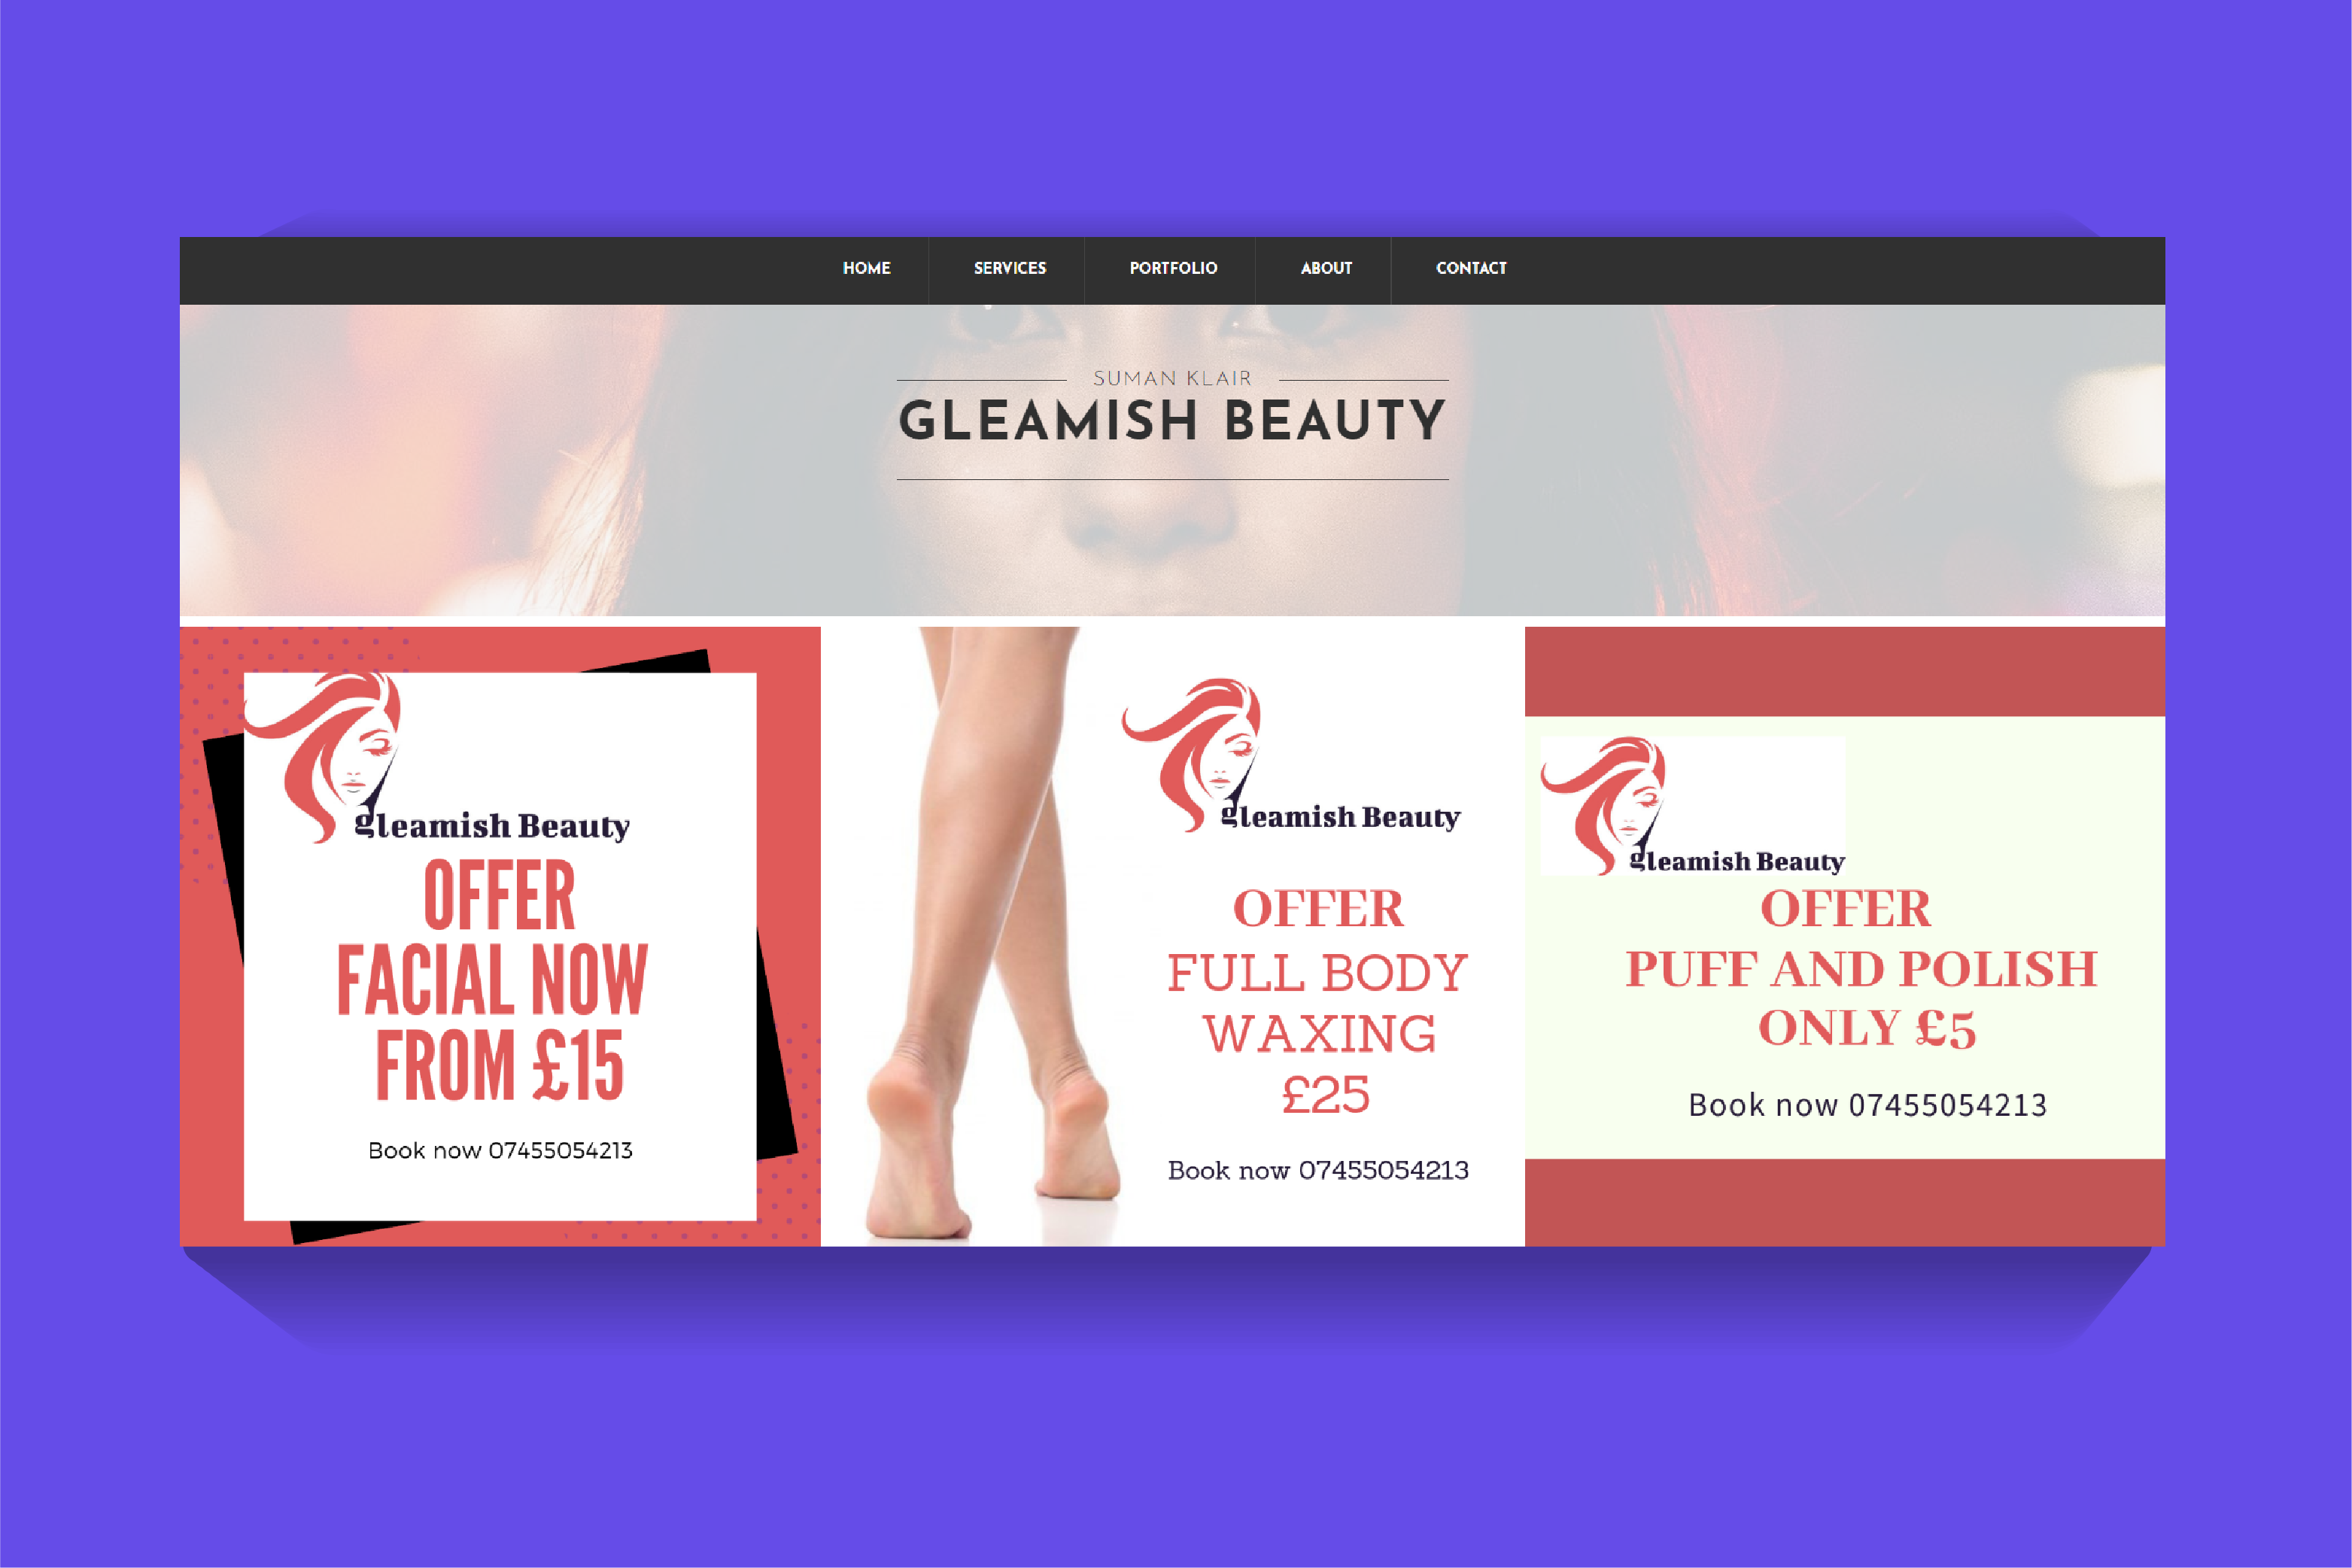 HOME SERVICES PORTFOLIO ABOUT CONTACT
SUMAN KLAIR
GLEAMISH BEAUTY
gleamish Beauty
OFFER
FACIAL NOW
FROM £15
Book now 07455054213
gleamish Beauty
OFFER
FULL BODY
WAXING
£25
Book now 07455054213
gleamish Beauty
OFFER
PUFF AND POLISH
ONLY £5
Book now 07455054213